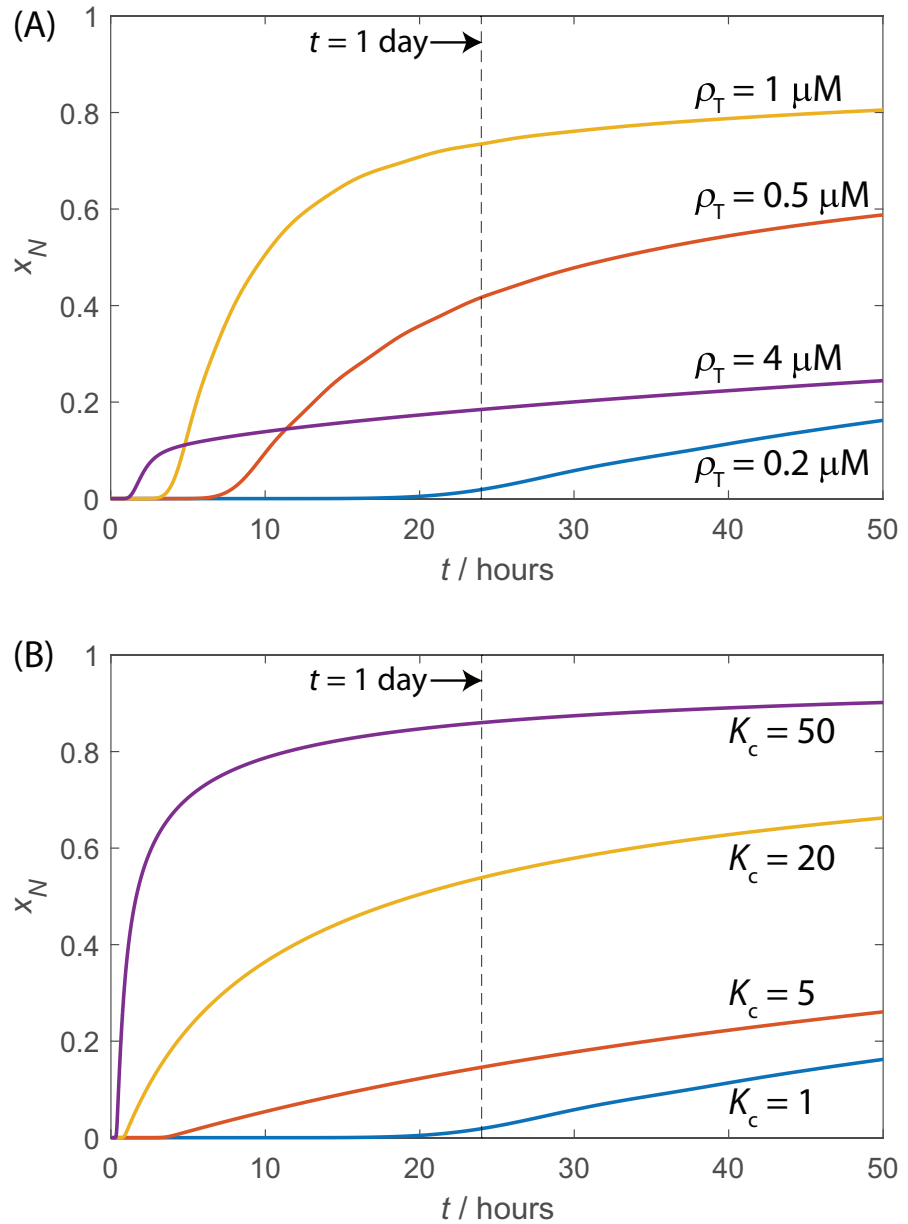 (A)
1
t = 1 day
0.8
ρT = 1 μM
0.6
ρT = 0.5 μM
xN
0.4
ρT = 4 μM
0.2
ρT = 0.2 μM
0
0 10 20 30 40 50
t / hours
(B)
1
t = 1 day
0.8
Kc = 50
0.6
Kc = 20
xN
0.4
Kc = 5
0.2
Kc = 1
0
0 10 20 30 40 50
t / hours